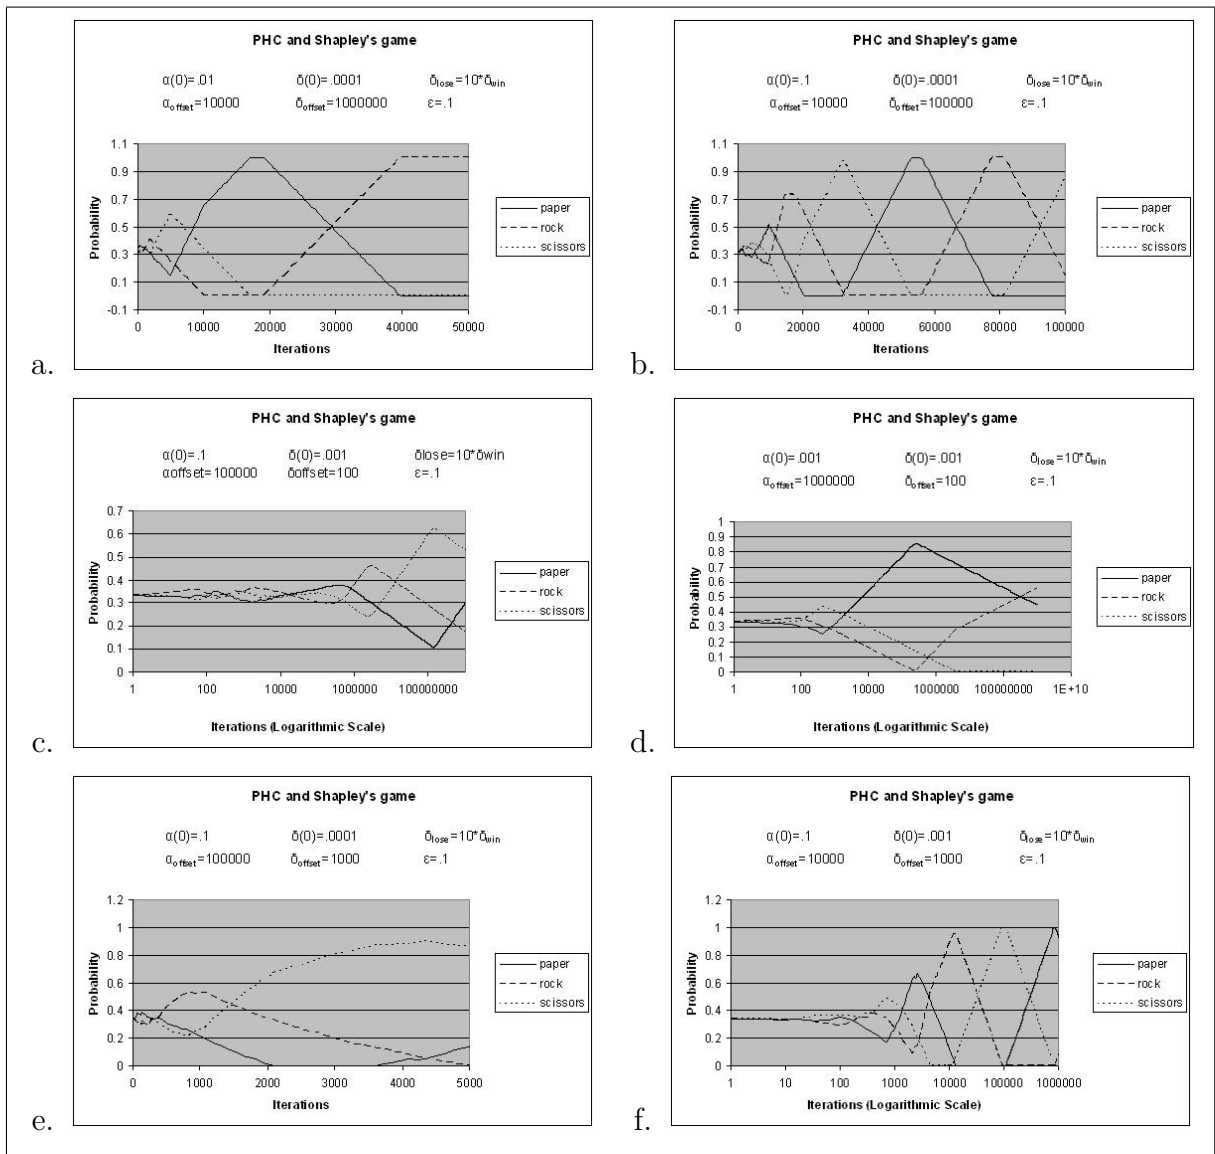 PHC and Shapley's game
α(0)=.01 δ(0)=.0001 δlose=10*δwin
αoffset=10000 δoffset=1000000 ε=.1
1.1
0.9
0.7
0.5
0.3
0.1
-0.1
Probability
0 10000 20000 30000 40000 50000
Iterations
paper
rock
scissors
a.
PHC and Shapley's game
α(0)=.1 δ(0)=.0001 δlose=10*δwin
αoffset=10000 δoffset=100000 ε=.1
1.1
0.9
0.7
0.5
0.3
0.1
-0.1
Probability
0 20000 40000 60000 80000 100000
Iterations
paper
rock
scissors
b.
PHC and Shapley's game
α(0)=.1 δ(0)=.001 δlose=10*δwin
αoffset=100000 δoffset=100 ε=.1
0.7
0.6
0.5
0.4
0.3
0.2
0.1
0
Probability
1 100 10000 1000000 100000000
Iterations (Logarithmic Scale)
paper
rock
scissors
c.
PHC and Shapley's game
α(0)=.001 δ(0)=.001 δlose=10*δwin
αoffset=1000000 δoffset=100 ε=.1
1
0.9
0.8
0.7
0.6
0.5
0.4
0.3
0.2
0.1
0
Probability
1 100 10000 1000000 100000000 1E+10
Iterations (Logarithmic Scale)
paper
rock
scissors
d.
PHC and Shapley's game
α(0)=.1 δ(0)=.0001 δlose=10*δwin
αoffset=100000 δoffset=1000 ε=.1
1.2
1
0.8
0.6
0.4
0.2
0
Probability
0 1000 2000 3000 4000 5000
Iterations
paper
rock
scissors
e.
PHC and Shapley's game
α(0)=.1 δ(0)=.001 δlose=10*δwin
αoffset=10000 δoffset=1000 ε=.1
1.2
1
0.8
0.6
0.4
0.2
0
Probability
1 10 100 1000 10000 100000 1000000
Iterations (Logarithmic Scale)
paper
rock
scissors
f.